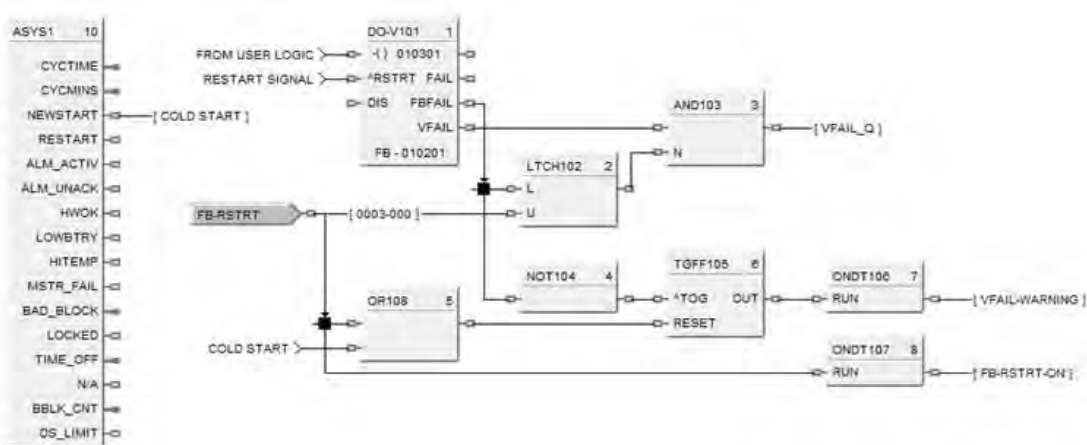 ASYS1 10
CYCTIME
CYCMINS
NEWSTART
RESTART
ALM_ACTIV
ALM_UNACK
HWOK
LOWBTRY
HITEMP
MSTR_FAIL
BAD_BLOCK
LOCKED
TIME_OFF
N/A
BBLK_CNT
DS_LIMIT
[ COLD START ]
FROM USER LOGIC
RESTART SIGNAL
DO-V101 1
-( ) 010301
^RSTRT FAIL
DIS FBFAIL
VFAIL
FB - 010201
AND103 3
N
[ VFAIL_Q ]
LTCH102 2
L
U
FB-RSTRT
[ 0003-000 ]
NOT104 4
TGFF105 6
^TOG OUT
RESET
ONDT106 7
RUN
[ VFAIL-WARNING ]
OR108 5
COLD START
ONDT107 8
RUN
[ FB-RSTRT-ON ]